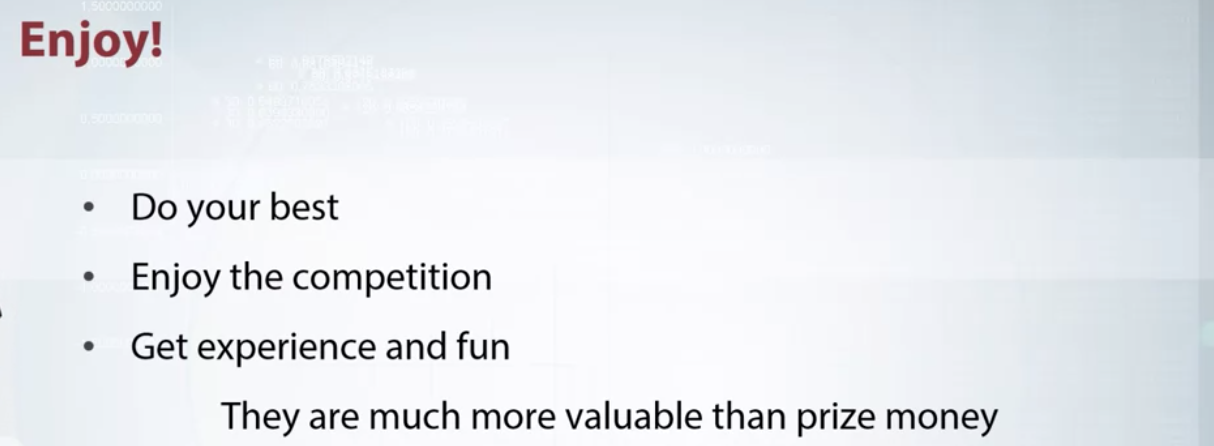 Enjoy!
• Do your best
• Enjoy the competition
• Get experience and fun
They are much more valuable than prize money